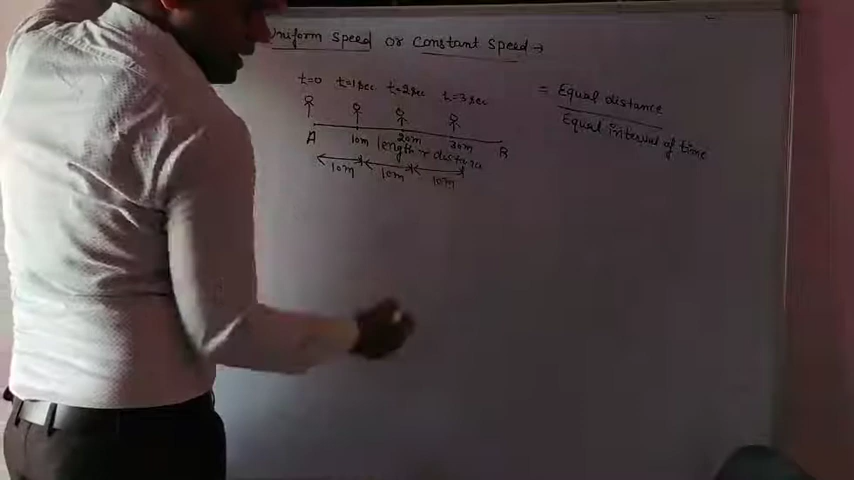 Uniform Speed or Constant Speed →
t=0 t=1sec t=2sec t=3sec
= Equal distance
Equal interval of time
A 10m 20m 30m B
length or distance
10m 10m 10m